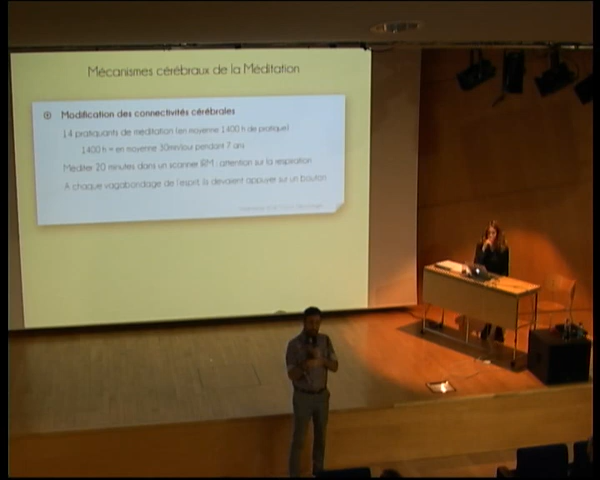 Mécanismes cérébraux de la Méditation
Modification des connectivités cérébrales
14 pratiquants de méditation (en moyenne 1400 h de pratique)
1400 h = en moyenne 30min/jour pendant 7 ans
Méditer 20 minutes dans un scanner IRM : attention sur la respiration
A chaque vagabondage de l'esprit, ils devaient appuyer sur un bouton